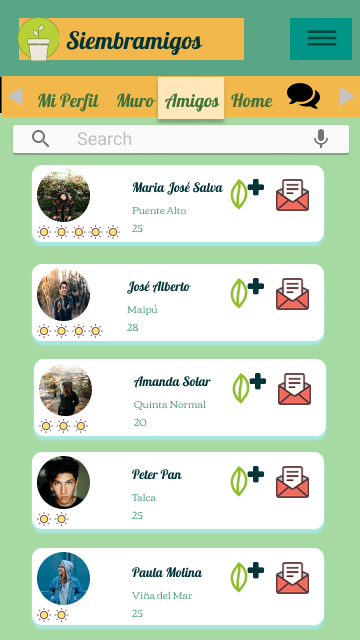 Siembramigos
Mi Perfil Muro Amigos Home
Search
Maria José Salva
Puente Alto
25
José Alberto
Maipú
28
Amanda Solar
Quinta Normal
20
Peter Pan
Talca
25
Paula Molina
Viña del Mar
25